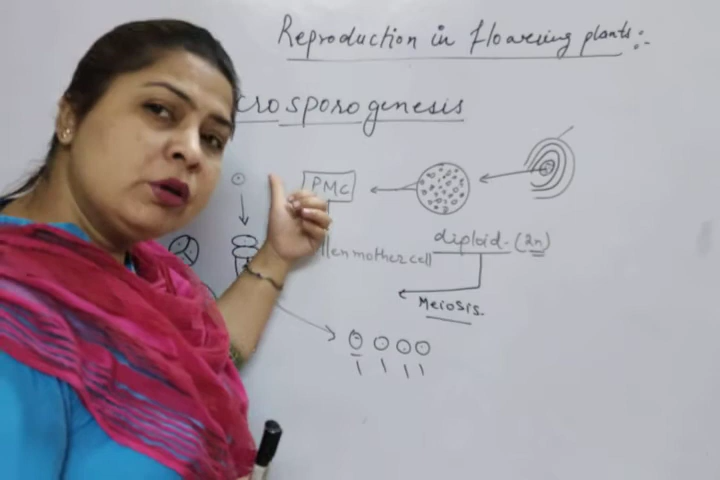 Reproduction in flowering plants:-
crosporogenesis
PMC
llen mother cell
diploid. (2n)
Meiosis.